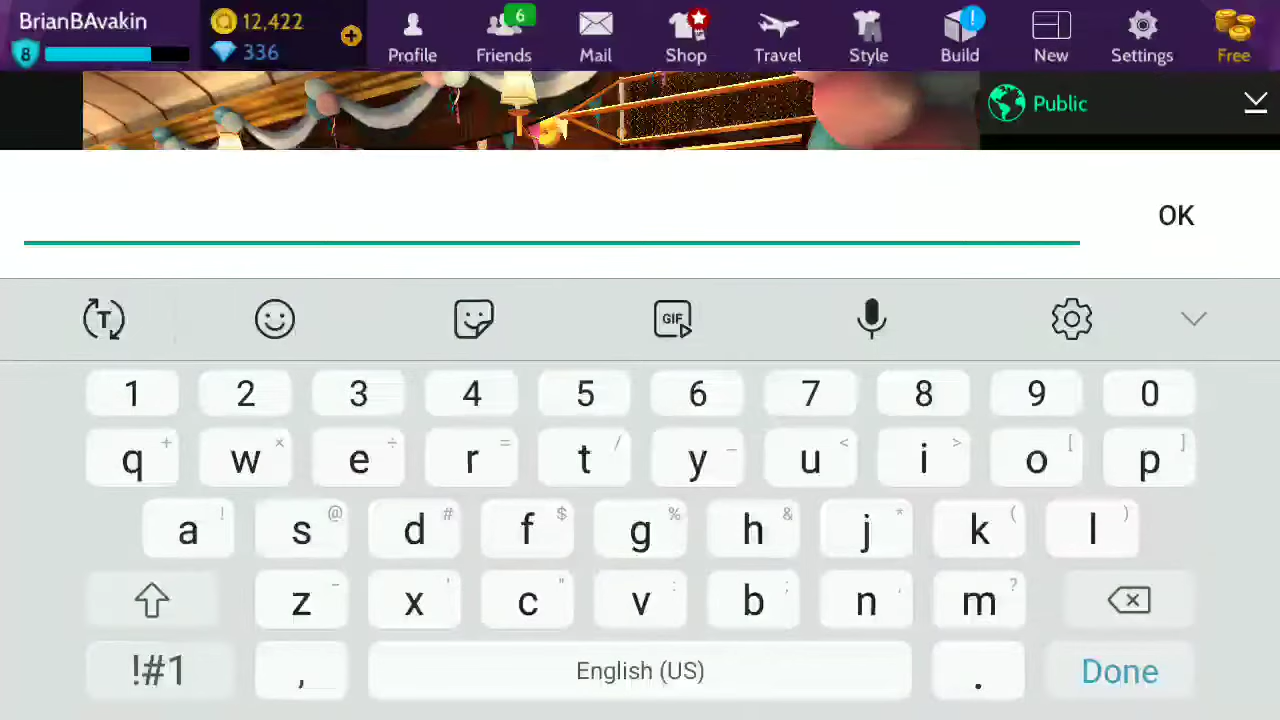 BrianBAvakin
8
12,422
336
Profile
6
Friends
Mail
Shop
Travel
Style
!
Build
New
Settings
Free
Public
OK
T
GIF
1 2 3 4 5 6 7 8 9 0
q + w × e ÷ r = t / y _ u < i > o [ p ]
a ! s @ d # f $ g % h & j * k ( l )
z - x ' c " v : b ; n , m ?
!#1 , English (US) . Done